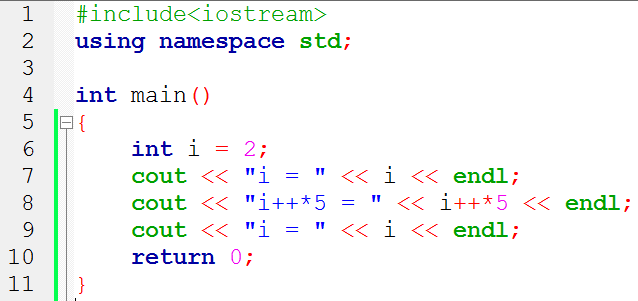 1 #include<iostream>
2 using namespace std;
3
4 int main()
5 {
6 int i = 2;
7 cout << "i = " << i << endl;
8 cout << "i++*5 = " << i++*5 << endl;
9 cout << "i = " << i << endl;
10 return 0;
11 }